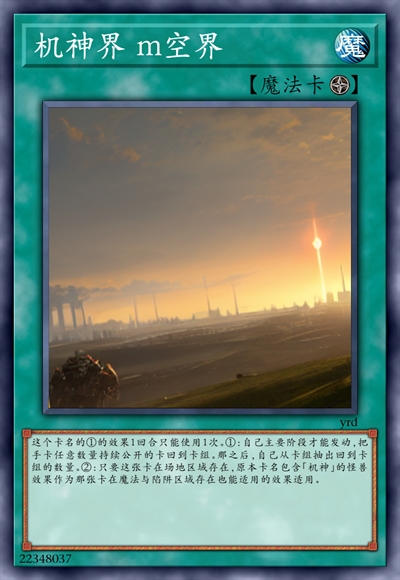 机神界 m空界
魔
【魔法卡】
yrd
这个卡名的①的效果1回合只能使用1次。①:自己主要阶段才能发动,把
手卡任意数量持续公开的卡回到卡组。那之后,自己从卡组抽出回到卡
组的数量。②:只要这张卡在场地区域存在,原本卡名包含「机神」的怪兽
效果作为那张卡在魔法与陷阱区域存在也能适用的效果适用。
22348037